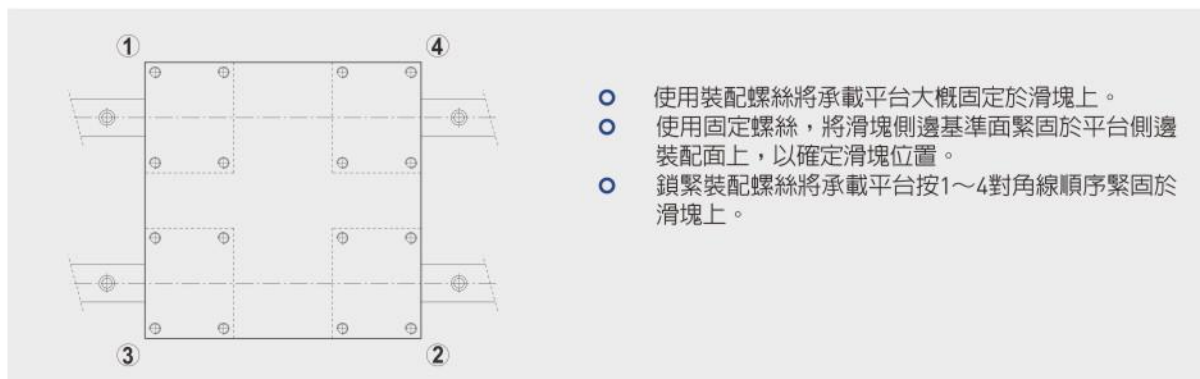 ① ④
使用裝配螺絲將承載平台大概固定於滑塊上。
使用固定螺絲，將滑塊側邊基準面緊固於平台側邊
裝配面上，以確定滑塊位置。
鎖緊裝配螺絲將承載平台按1～4對角線順序緊固於
滑塊上。
③ ②